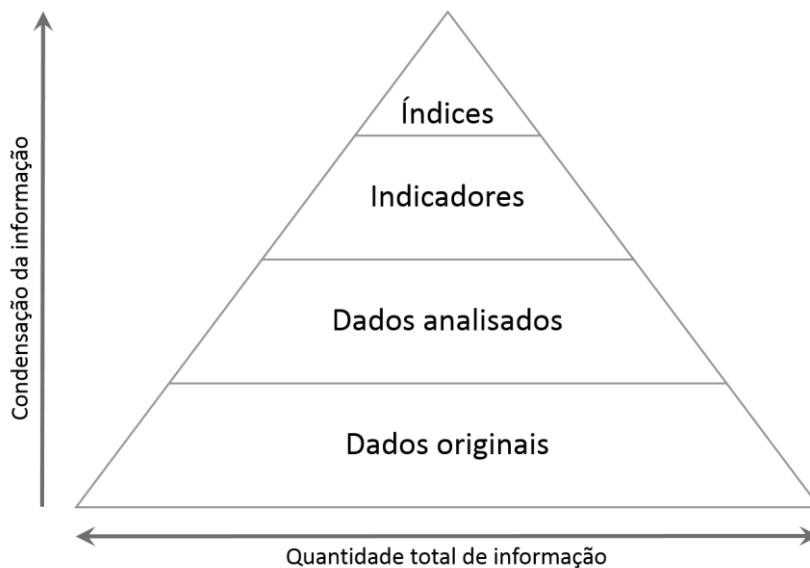 Condensação da informação
Índices
Indicadores
Dados analisados
Dados originais
Quantidade total de informação